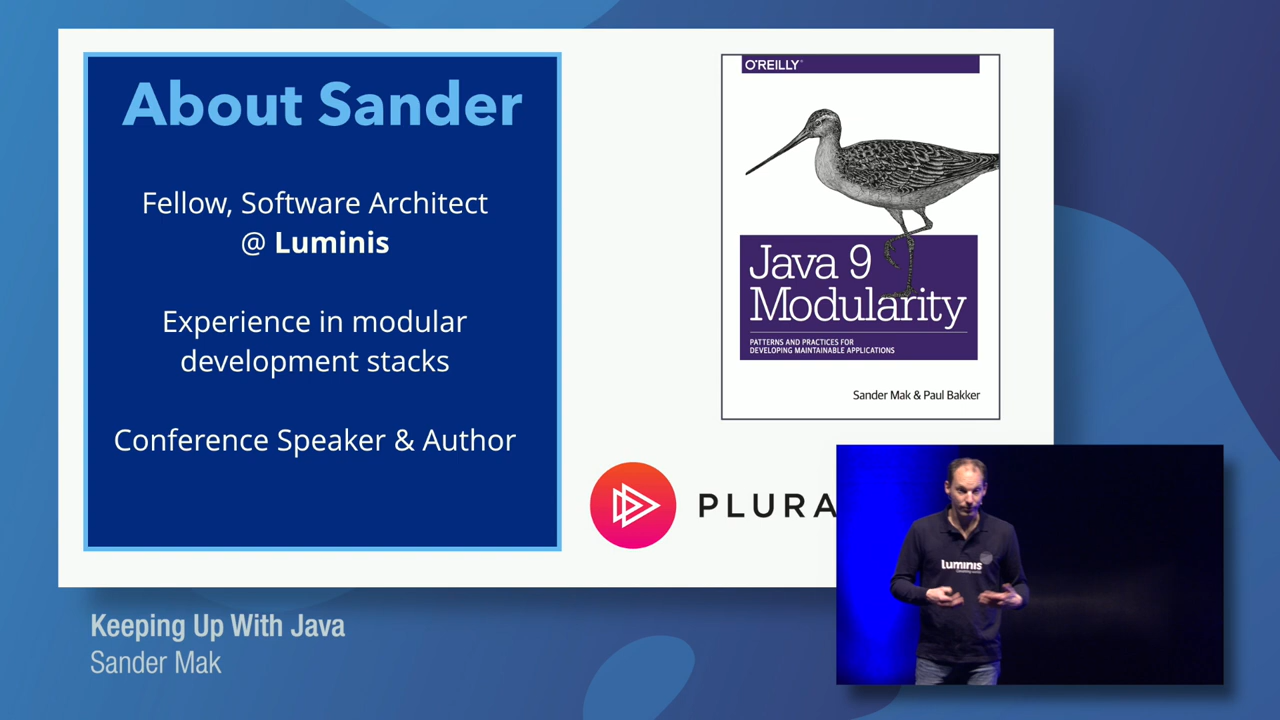 About Sander
Fellow, Software Architect
@ Luminis
Experience in modular
development stacks
Conference Speaker & Author
O'REILLY®
Java 9
Modularity
PATTERNS AND PRACTICES FOR
DEVELOPING MAINTAINABLE APPLICATIONS
Sander Mak & Paul Bakker
PLURA
luminis
Keeping Up With Java
Sander Mak